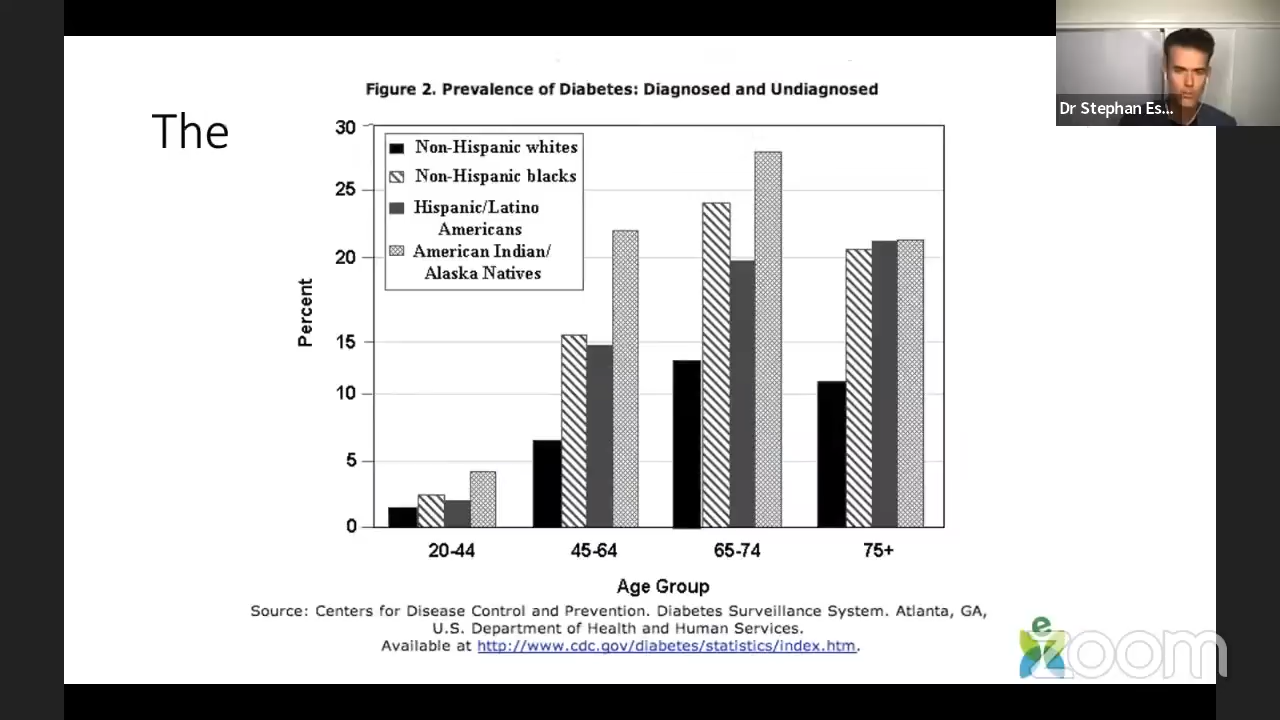 Dr Stephan Es...
The
Figure 2. Prevalence of Diabetes: Diagnosed and Undiagnosed
Non-Hispanic whites
Non-Hispanic blacks
Hispanic/Latino
Americans
American Indian/
Alaska Natives
Percent
30
25
20
15
10
5
0
20-44
45-64
65-74
75+
Age Group
Source: Centers for Disease Control and Prevention. Diabetes Surveillance System. Atlanta, GA,
U.S. Department of Health and Human Services.
Available at http://www.cdc.gov/diabetes/statistics/index.htm.
e
zoom